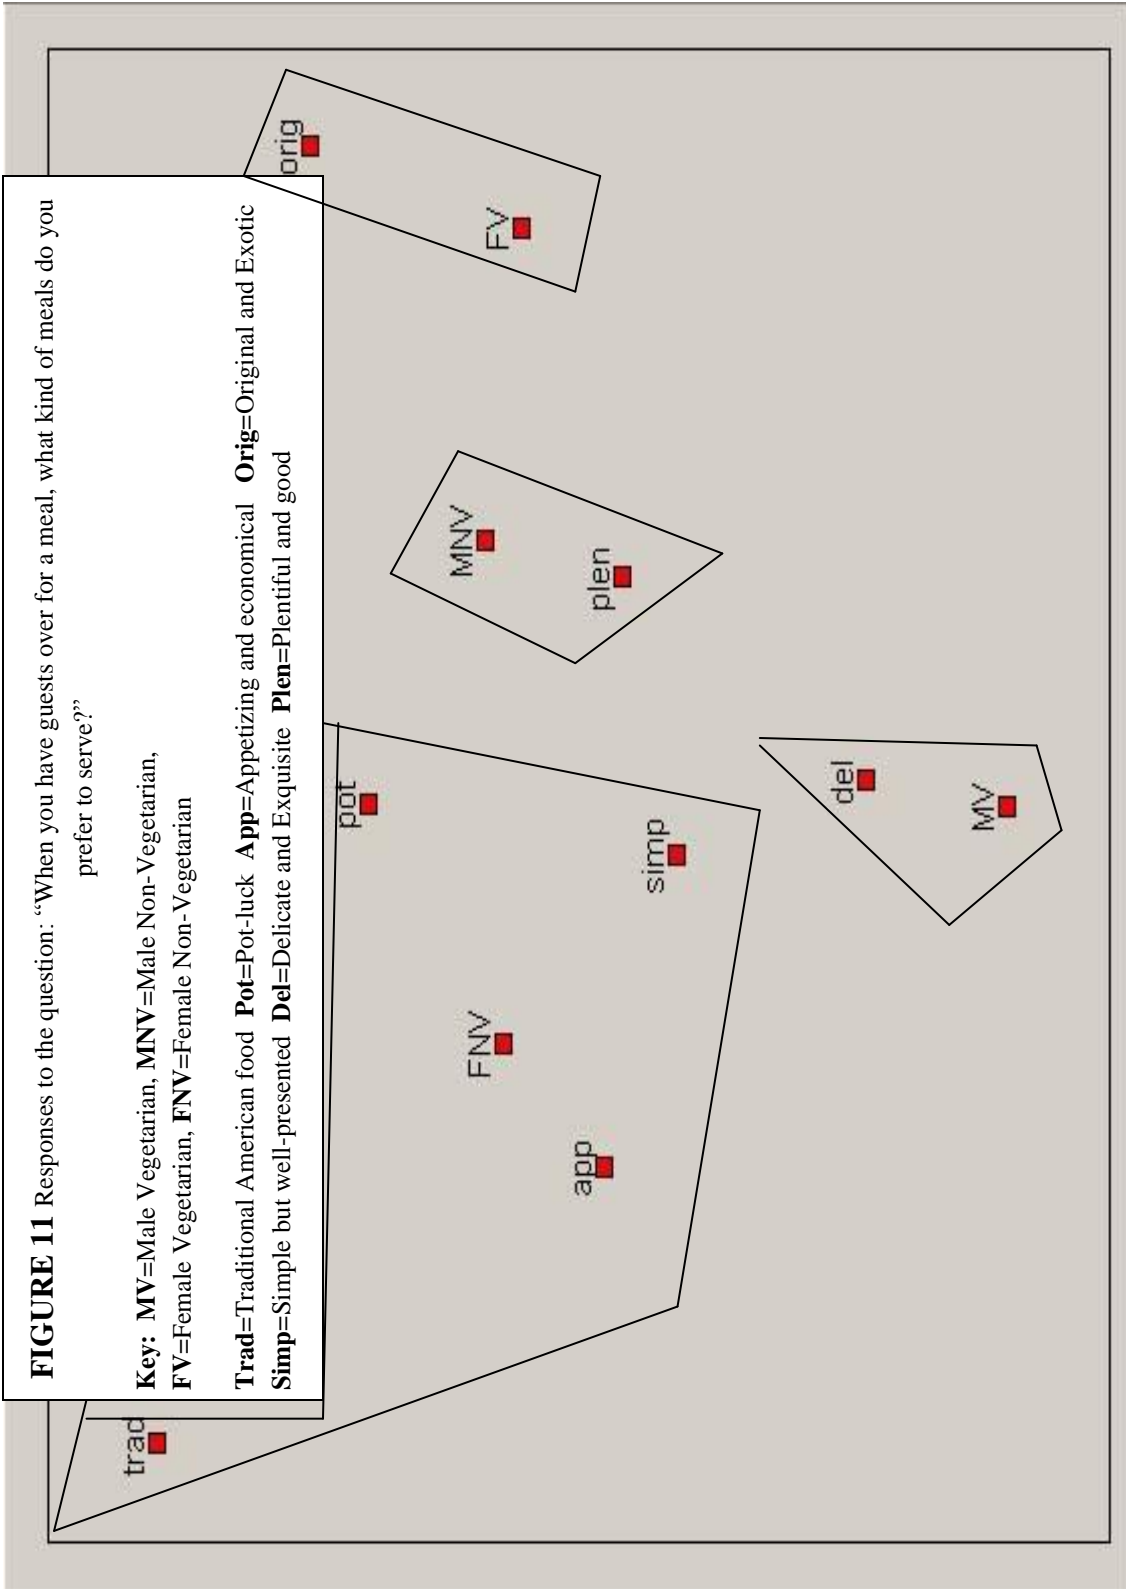 FIGURE 11 Responses to the question: “When you have guests over for a meal, what kind of meals do you
prefer to serve?”
Key: MV=Male Vegetarian, MNV=Male Non-Vegetarian,
FV=Female Vegetarian, FNV=Female Non-Vegetarian
Trad=Traditional American food Pot=Pot-luck App=Appetizing and economical Orig=Original and Exotic
Simp=Simple but well-presented Del=Delicate and Exquisite Plen=Plentiful and good
trad
orig
pot
MNV
FNV
FV
app
plen
simp
del
MV